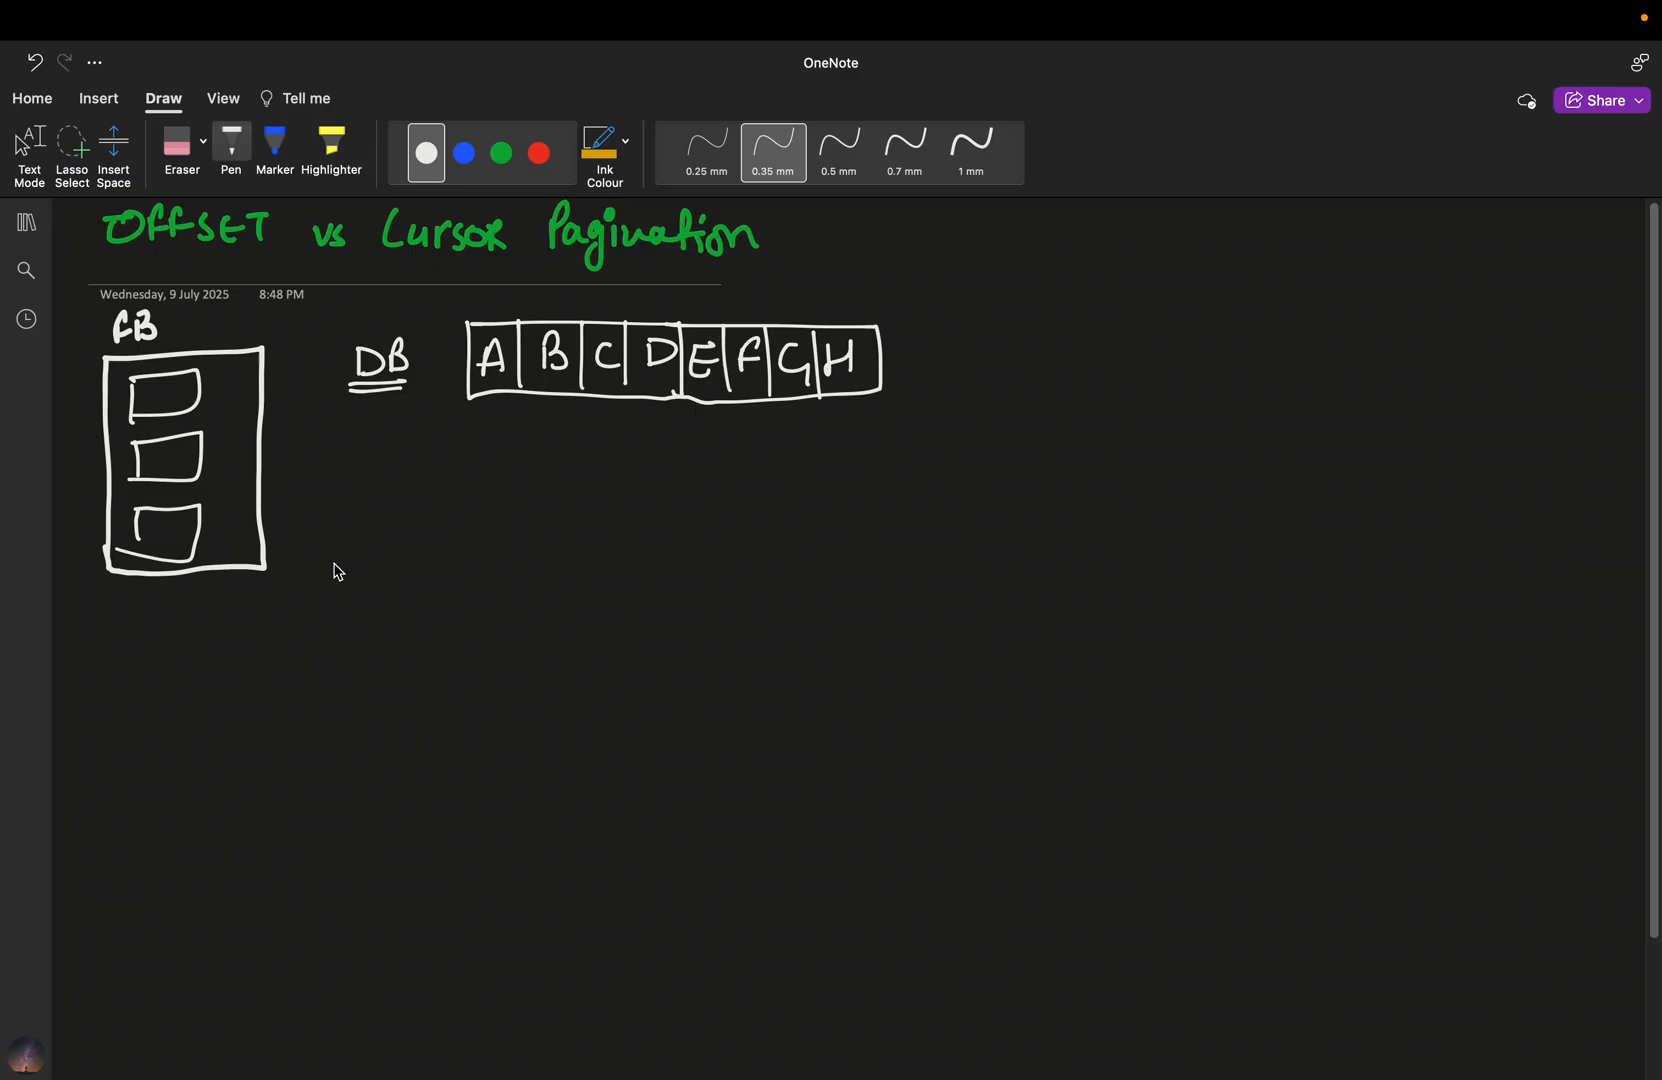 OneNote
Home Insert Draw View Tell me
Share
Text Mode
Lasso Select
Insert Space
Eraser
Pen
Marker
Highlighter
Ink Colour
0.25 mm
0.35 mm
0.5 mm
0.7 mm
1 mm
OFFSET vs Cursor Pagination
Wednesday, 9 July 2025 8:48 PM
FB
DB
A B C D E F G H